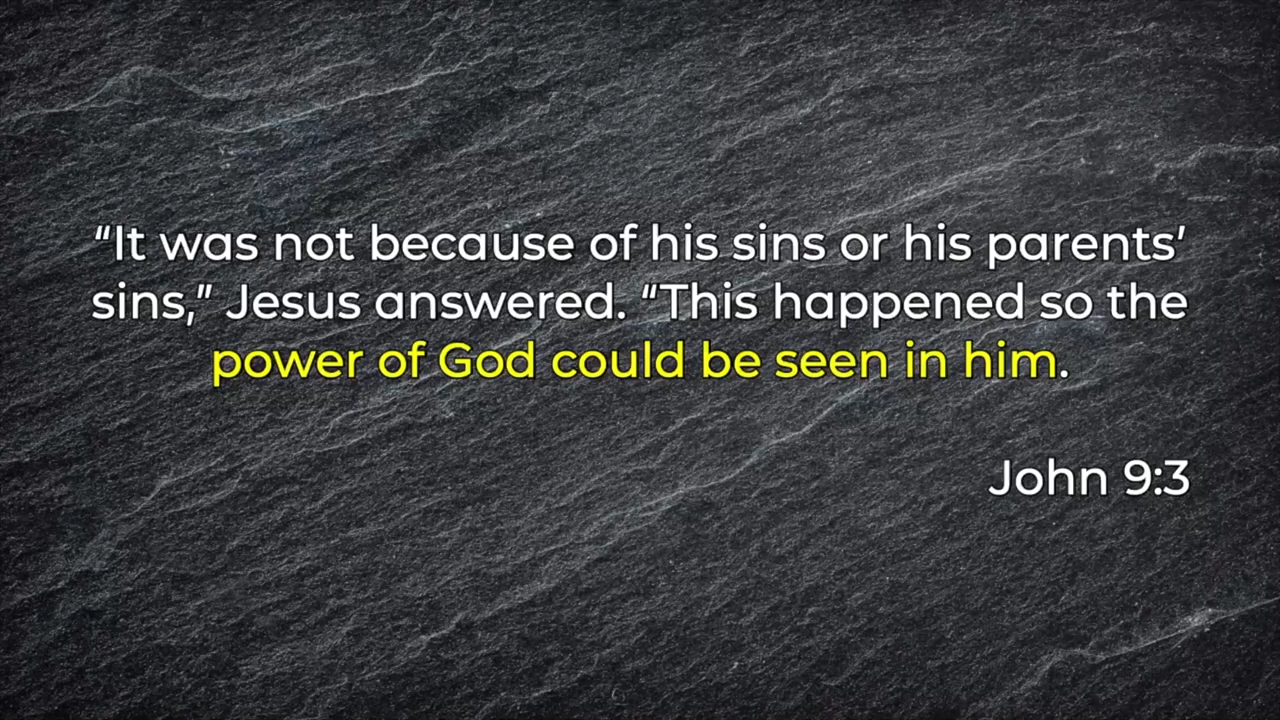 “It was not because of his sins or his parents’
sins,” Jesus answered. “This happened so the
power of God could be seen in him.
John 9:3